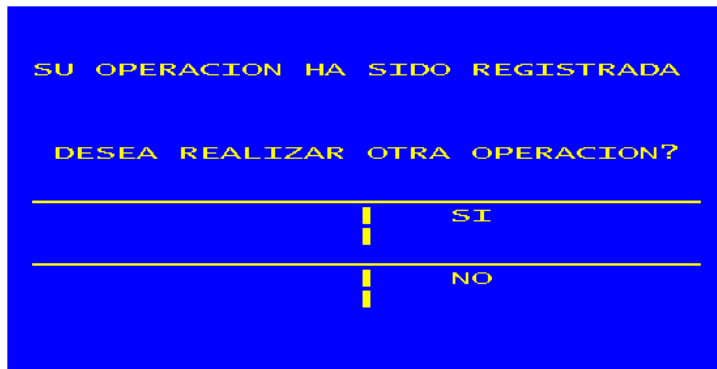 SU OPERACION HA SIDO REGISTRADA
DESEA REALIZAR OTRA OPERACION?
SI
NO